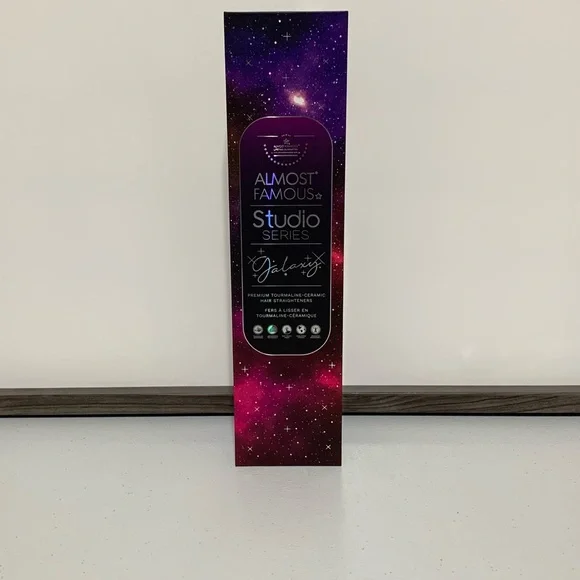 ALMOST
FAMOUS
Studio
SERIES
Galaxy
PREMIUM TOURMALINE-CERAMIC
HAIR STRAIGHTENERS
FERS À LISSER EN
TOURMALINE-CÉRAMIQUE